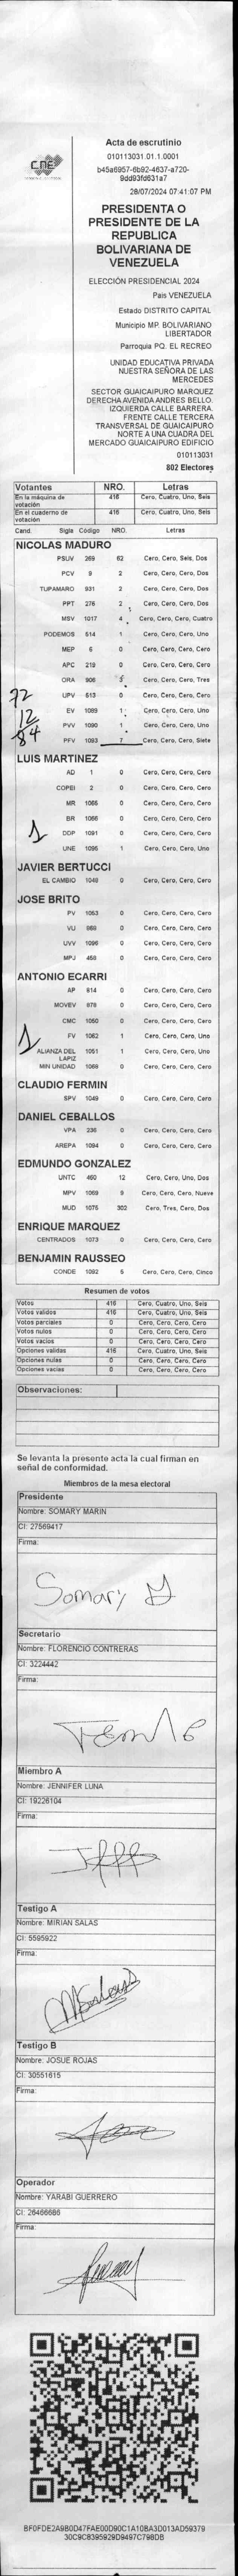 CNE
Acta de escrutinio
010113031.01.1.0001
b45a6957-6b92-4637-a720-
9dd93fd631a7
28/07/2024 07:41:07 PM
PRESIDENTA O
PRESIDENTE DE LA
REPUBLICA
BOLIVARIANA DE
VENEZUELA
ELECCIÓN PRESIDENCIAL 2024
Pais VENEZUELA
Estado DISTRITO CAPITAL
Municipio MP. BOLIVARIANO
LIBERTADOR
Parroquia PQ. EL RECREO
UNIDAD EDUCATIVA PRIVADA
NUESTRA SEÑORA DE LAS
MERCEDES
SECTOR GUAICAIPURO MARQUEZ
DERECHA AVENIDA ANDRES BELLO.
IZQUIERDA CALLE BARRERA.
FRENTE CALLE TERCERA
TRANSVERSAL DE GUAICAIPURO
NORTE A UNA CUADRA DEL
MERCADO GUAICAIPURO EDIFICIO
010113031
802 Electores
Votantes NRO. Letras
En la máquina de votación 416 Cero, Cuatro, Uno, Seis
En el cuaderno de votación 416 Cero, Cuatro, Uno, Seis
Cand. Sigla Código NRO. Letras
NICOLAS MADURO
PSUV 269 62 Cero, Cero, Seis, Dos
PCV 9 2 Cero, Cero, Cero, Dos
TUPAMARO 931 2 Cero, Cero, Cero, Dos
PPT 276 2 Cero, Cero, Cero, Dos
MSV 1017 4 Cero, Cero, Cero, Cuatro
PODEMOS 514 1 Cero, Cero, Cero, Uno
MEP 6 0 Cero, Cero, Cero, Cero
APC 219 0 Cero, Cero, Cero, Cero
ORA 906 3 Cero, Cero, Cero, Tres
72 UPV 513 0 Cero, Cero, Cero, Cero
12 EV 1089 1 Cero, Cero, Cero, Uno
84 PVV 1090 1 Cero, Cero, Cero, Uno
PFV 1093 7 Cero, Cero, Cero, Siete
LUIS MARTINEZ
AD 1 0 Cero, Cero, Cero, Cero
COPEI 2 0 Cero, Cero, Cero, Cero
MR 1065 0 Cero, Cero, Cero, Cero
BR 1066 0 Cero, Cero, Cero, Cero
1 DDP 1091 0 Cero, Cero, Cero, Cero
UNE 1095 1 Cero, Cero, Cero, Uno
JAVIER BERTUCCI
EL CAMBIO 1048 0 Cero, Cero, Cero, Cero
JOSE BRITO
PV 1053 0 Cero, Cero, Cero, Cero
VU 969 0 Cero, Cero, Cero, Cero
UVV 1096 0 Cero, Cero, Cero, Cero
MPJ 458 0 Cero, Cero, Cero, Cero
ANTONIO ECARRI
AP 814 0 Cero, Cero, Cero, Cero
MOVEV 878 0 Cero, Cero, Cero, Cero
CMC 1050 0 Cero, Cero, Cero, Cero
FV 1062 1 Cero, Cero, Cero, Uno
ALIANZA DEL LAPIZ 1051 1 Cero, Cero, Cero, Uno
MIN UNIDAD 1068 0 Cero, Cero, Cero, Cero
CLAUDIO FERMIN
SPV 1049 0 Cero, Cero, Cero, Cero
DANIEL CEBALLOS
VPA 236 0 Cero, Cero, Cero, Cero
AREPA 1094 0 Cero, Cero, Cero, Cero
EDMUNDO GONZALEZ
UNTC 460 12 Cero, Cero, Uno, Dos
MPV 1069 9 Cero, Cero, Cero, Nueve
MUD 1075 302 Cero, Tres, Cero, Dos
ENRIQUE MARQUEZ
CENTRADOS 1073 0 Cero, Cero, Cero, Cero
BENJAMIN RAUSSEO
CONDE 1092 5 Cero, Cero, Cero, Cinco
Resumen de votos
Votos 416 Cero, Cuatro, Uno, Seis
Votos validos 416 Cero, Cuatro, Uno, Seis
Votos parciales 0 Cero, Cero, Cero, Cero
Votos nulos 0 Cero, Cero, Cero, Cero
Votos vacios 0 Cero, Cero, Cero, Cero
Opciones validas 416 Cero, Cuatro, Uno, Seis
Opciones nulas 0 Cero, Cero, Cero, Cero
Opciones vacias 0 Cero, Cero, Cero, Cero
Observaciones:
Se levanta la presente acta la cual firman en
señal de conformidad.
Miembros de la mesa electoral
Presidente
Nombre: SOMARY MARIN
CI: 27569417
Firma:
Somary M
Secretario
Nombre: FLORENCIO CONTRERAS
CI: 3224442
Firma:
Miembro A
Nombre: JENNIFER LUNA
CI: 19226104
Firma:
Testigo A
Nombre: MIRIAN SALAS
CI: 5595922
Firma:
Testigo B
Nombre: JOSUE ROJAS
CI: 30551615
Firma:
Operador
Nombre: YARABI GUERRERO
CI: 26466686
Firma:
BF0FDE2A9B0D47FAE00D90C1A10BA3D013AD59379
30C9C8395929D9497C798DB